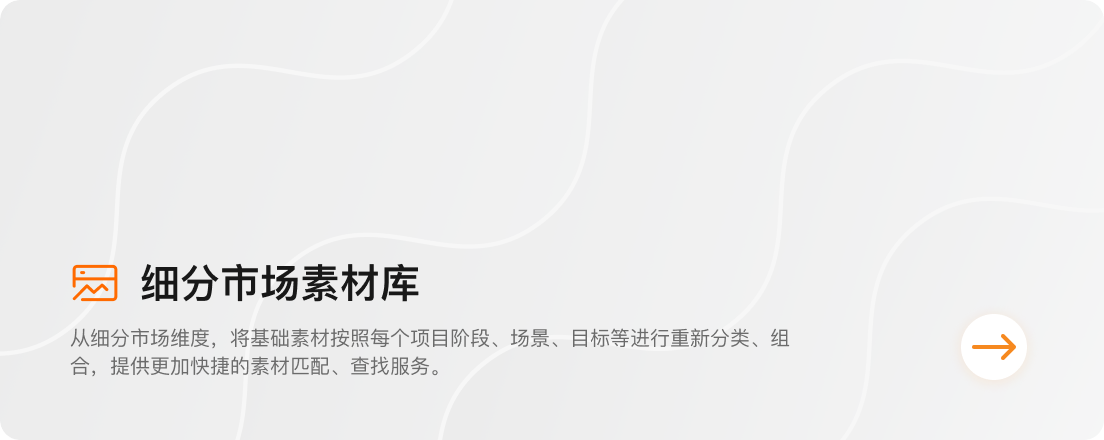 细分市场素材库
从细分市场维度，将基础素材按照每个项目阶段、场景、目标等进行重新分类、组
合，提供更加快捷的素材匹配、查找服务。